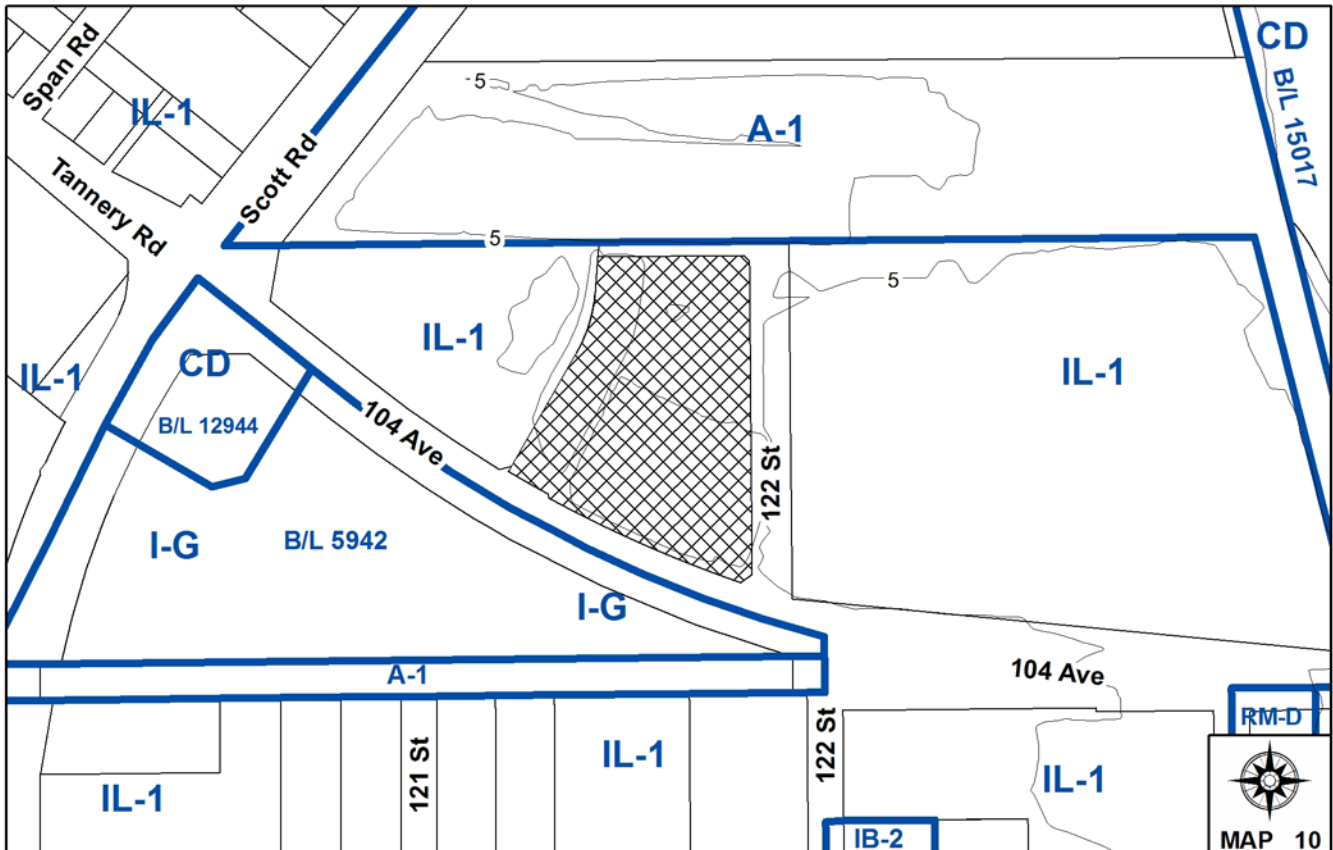 CD
Span Rd
-5
B/L 15017
IL-1
A-1
Scott Rd
Tannery Rd
5
5
IL-1
CD
IL-1
IL-1
B/L 12944
104 Ave
122 St
I-G
B/L 5942
I-G
A-1
104 Ave
RM-D
122 St
121 St
IL-1
IL-1
IL-1
IB-2
MAP 10